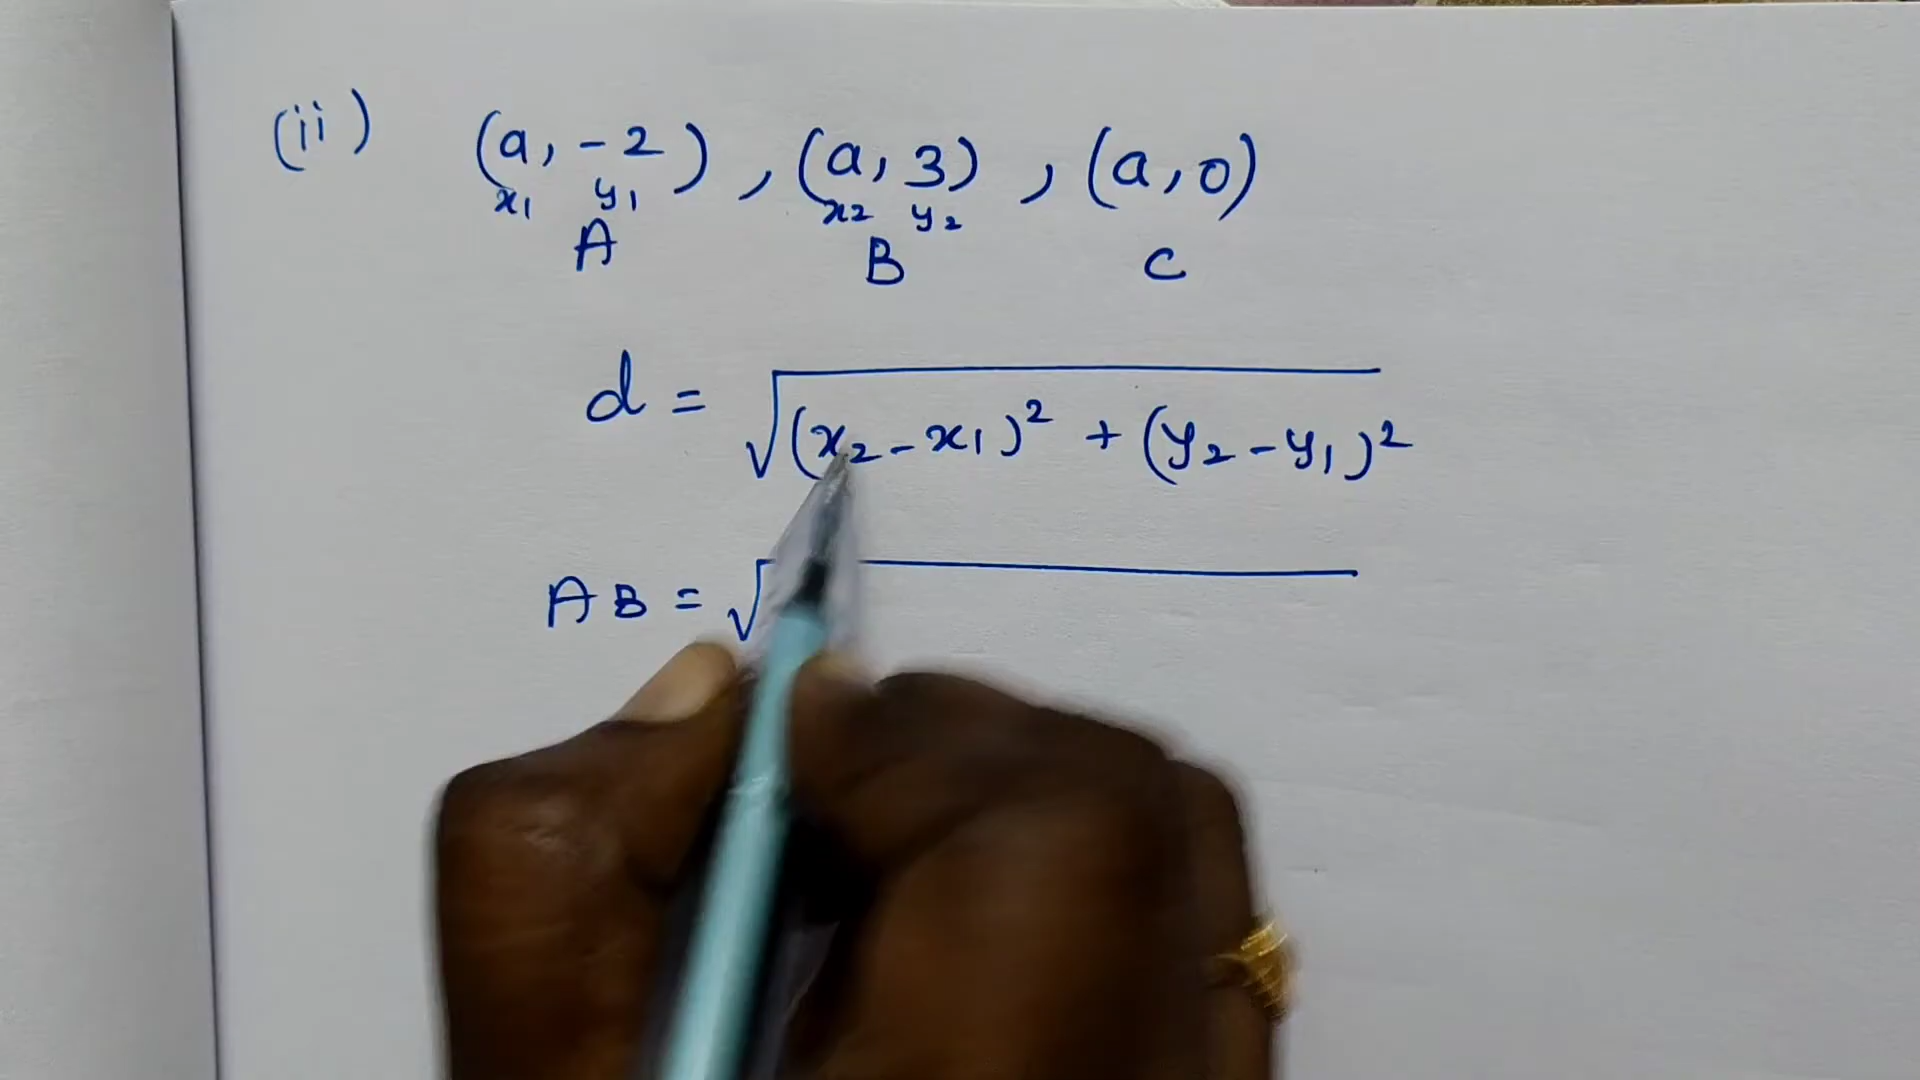 (ii) (a, -2), (a, 3), (a, 0)
x1 y1 x2 y2
A B C
d = √(x2 - x1)² + (y2 - y1)²
AB = √